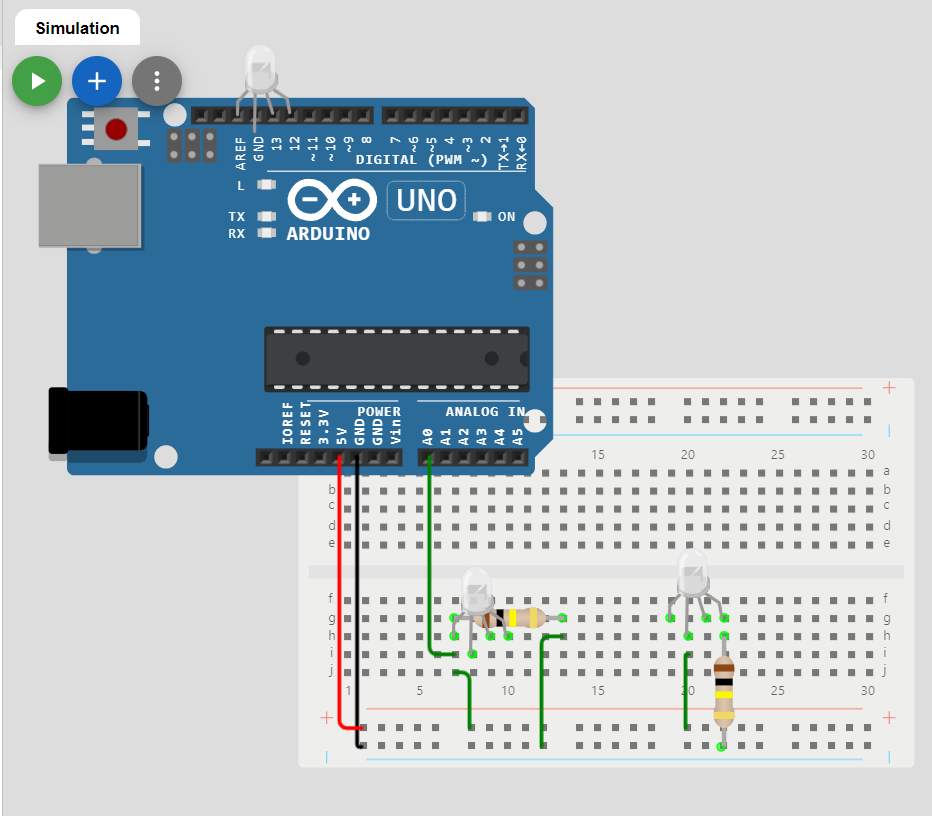 Simulation
AREF
GND
13
12
~11
~10
~9
8
7
~6
~5
4
~3
2
TX→1
RX←0
DIGITAL (PWM ~)
L
TX
RX
ARDUINO
UNO
ON
IOREF
RESET
3.3V
5V
GND
GND
Vin
POWER
ANALOG IN
A0
A1
A2
A3
A4
A5
15
20
25
30
a
b
b
c
c
d
d
e
e
f
f
g
g
h
h
i
i
j
j
1
5
10
15
20
25
30